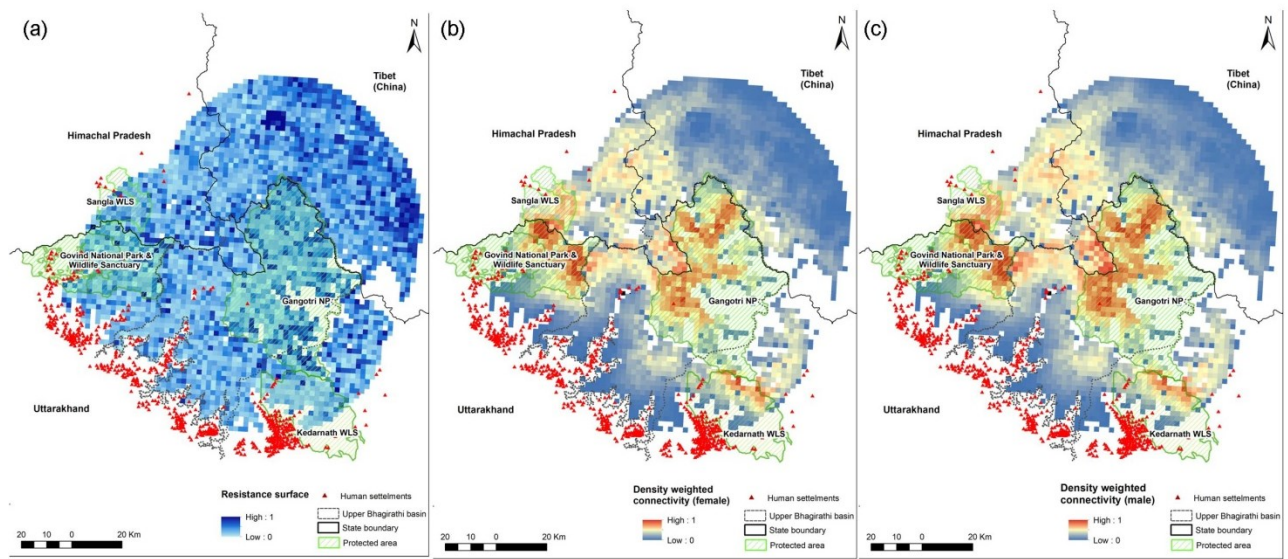 (a)
N
Tibet
(China)
Himachal Pradesh
Sangla WLS
Govind National Park &
Wildlife Sanctuary
Gangotri NP
Uttarakhand
Kedarnath WLS
Resistance surface
High : 1
Low : 0
Human settelments
Upper Bhagirathi basin
State boundary
Protected area
20 10 0 20 Km
(b)
N
Tibet
(China)
Himachal Pradesh
Sangla WLS
Govind National Park &
Wildlife Sanctuary
Gangotri NP
Uttarakhand
Kedarnath WLS
Density weighted
connectivity (female)
High : 1
Low : 0
Human settelments
Upper Bhagirathi basin
State boundary
Protected area
20 10 0 20 Km
(c)
N
Tibet
(China)
Himachal Pradesh
Sangla WLS
Govind National Park &
Wildlife Sanctuary
Gangotri NP
Uttarakhand
Kedarnath WLS
Density weighted
connectivity (male)
High : 1
Low : 0
Human settelments
Upper Bhagirathi basin
State boundary
Protected area
20 10 0 20 Km